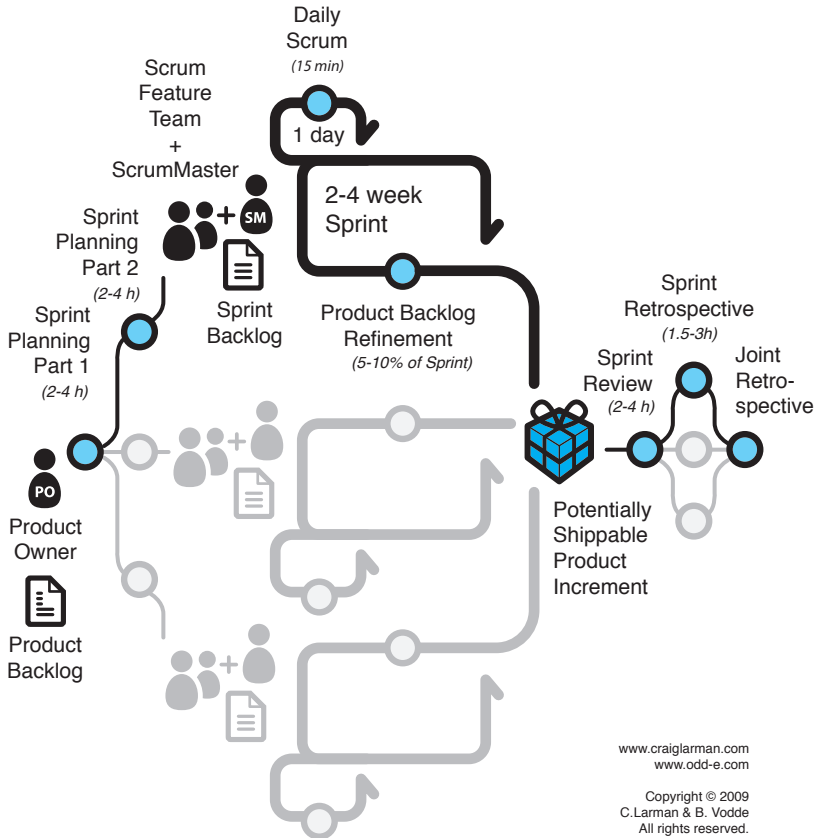 Daily
Scrum
(15 min)
1 day
Scrum
Feature
Team
+
ScrumMaster
+
SM
2-4 week
Sprint
Sprint
Planning
Part 2
(2-4 h)
Sprint
Backlog
Product Backlog
Refinement
(5-10% of Sprint)
Sprint
Planning
Part 1
(2-4 h)
Sprint
Retrospective
(1.5-3h)
Sprint
Review
(2-4 h)
Joint
Retro-
spective
+
PO
Product
Owner
Product
Backlog
Potentially
Shippable
Product
Increment
+
www.craiglarman.com
www.odd-e.com
Copyright © 2009
C.Larman & B. Vodde
All rights reserved.